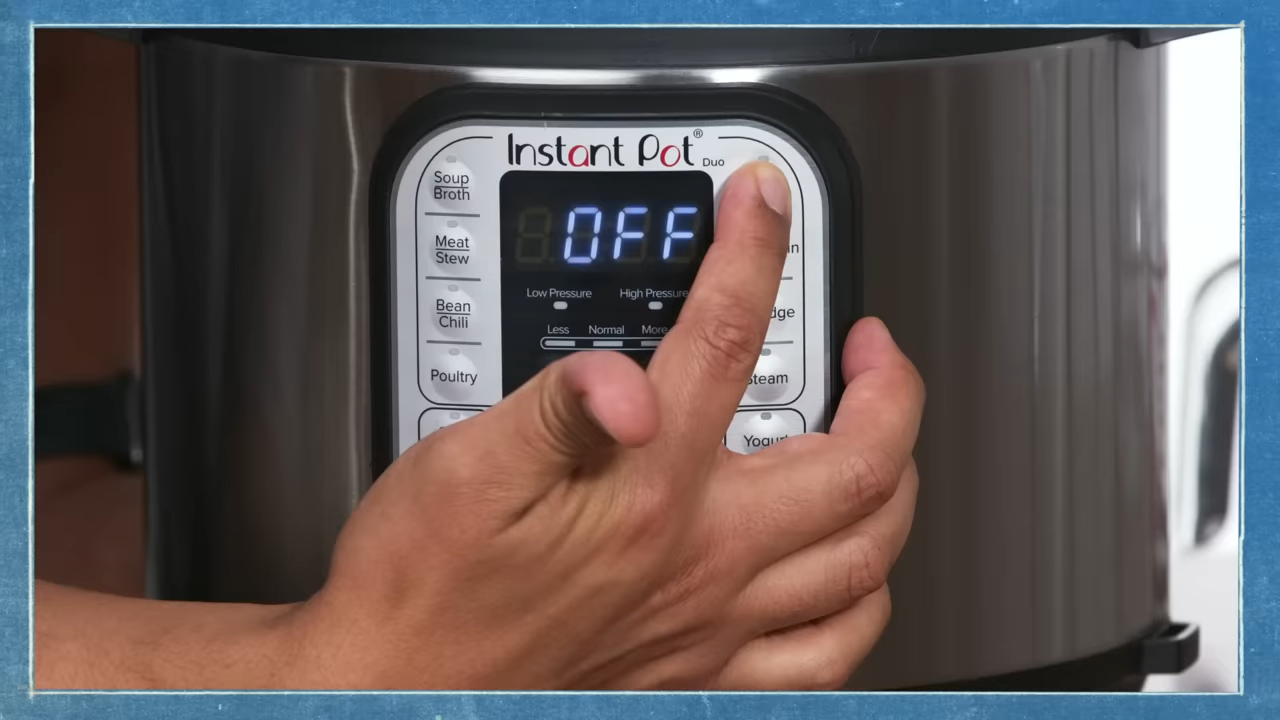 Instant Pot® Duo
Soup
Broth
Meat
Stew
Bean
Chili
Poultry
OFF
Low Pressure High Pressure
Less Normal More
Steam
Yogurt